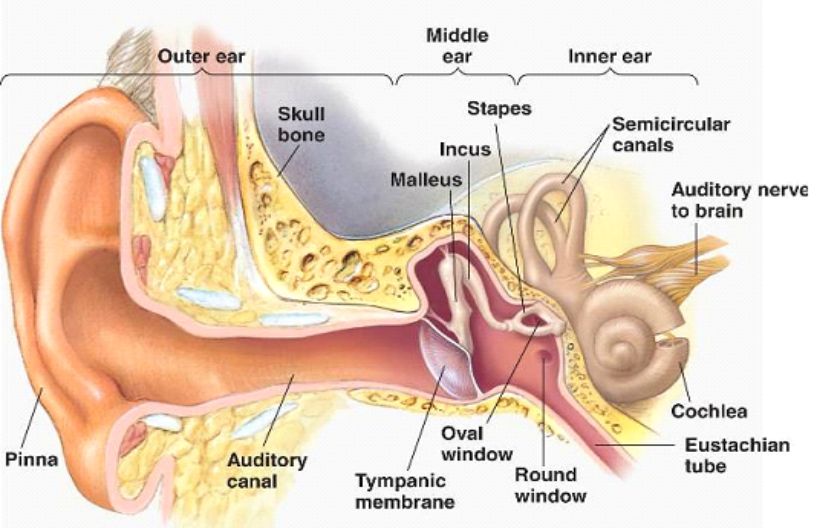 Outer ear
Middle
ear
Inner ear
Skull
bone
Stapes
Incus
Malleus
Semicircular
canals
Auditory nerve
to brain
Pinna
Auditory
canal
Tympanic
membrane
Oval
window
Round
window
Cochlea
Eustachian
tube